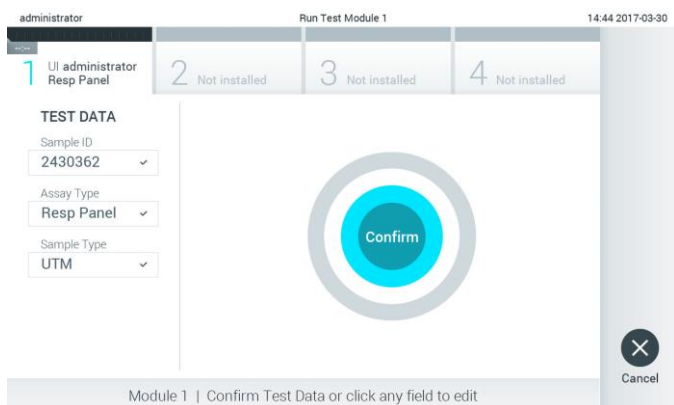 administrator Run Test Module 1 14:44 2017-03-30
1 UI administrator 2 Not installed 3 Not installed 4 Not installed
Resp Panel
TEST DATA
Sample ID
2430362
Assay Type
Resp Panel
Confirm
Sample Type
UTM
Cancel
Module 1 | Confirm Test Data or click any field to edit